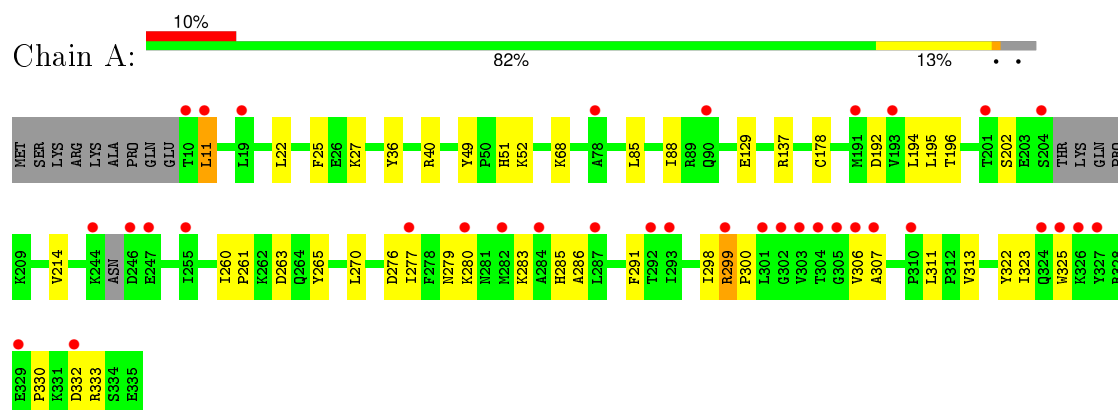 10%
Chain A:
82% 13% • •
MET SER LYS ARG LYS ALA PRO GLN GLU T10 L11 L19 L22 F25 E26 K27 Y36 R40 Y49 P50 H51 K52 K68 A78 L85 I88 R89 Q90 E129 R137 C178 M191 D192 V193 L194 L195 T196 T201 S202 E203 S204 THR LYS GLN PRO
K209 V214 K244 ASN D246 E247 I255 I260 P261 K262 D263 Q264 Y265 L270 D276 I277 F278 N279 K280 N281 M282 K283 A284 H285 A286 L287 F291 T292 I293 I298 R299 P300 L301 G302 V303 T304 G305 V306 A307 P310 L311 P312 V313 Y322 I323 Q324 W325 K326 Y327
E329 P330 K331 D332 R333 S334 E335